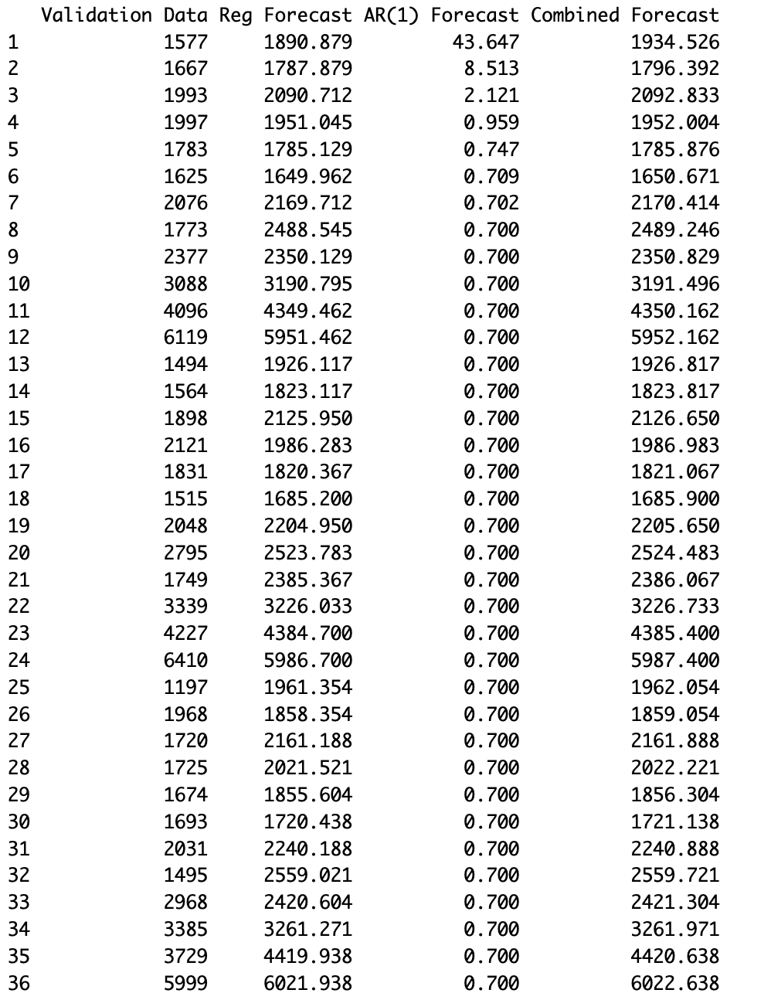 Validation Data Reg Forecast AR(1) Forecast Combined Forecast
1 1577 1890.879 43.647 1934.526
2 1667 1787.879 8.513 1796.392
3 1993 2090.712 2.121 2092.833
4 1997 1951.045 0.959 1952.004
5 1783 1785.129 0.747 1785.876
6 1625 1649.962 0.709 1650.671
7 2076 2169.712 0.702 2170.414
8 1773 2488.545 0.700 2489.246
9 2377 2350.129 0.700 2350.829
10 3088 3190.795 0.700 3191.496
11 4096 4349.462 0.700 4350.162
12 6119 5951.462 0.700 5952.162
13 1494 1926.117 0.700 1926.817
14 1564 1823.117 0.700 1823.817
15 1898 2125.950 0.700 2126.650
16 2121 1986.283 0.700 1986.983
17 1831 1820.367 0.700 1821.067
18 1515 1685.200 0.700 1685.900
19 2048 2204.950 0.700 2205.650
20 2795 2523.783 0.700 2524.483
21 1749 2385.367 0.700 2386.067
22 3339 3226.033 0.700 3226.733
23 4227 4384.700 0.700 4385.400
24 6410 5986.700 0.700 5987.400
25 1197 1961.354 0.700 1962.054
26 1968 1858.354 0.700 1859.054
27 1720 2161.188 0.700 2161.888
28 1725 2021.521 0.700 2022.221
29 1674 1855.604 0.700 1856.304
30 1693 1720.438 0.700 1721.138
31 2031 2240.188 0.700 2240.888
32 1495 2559.021 0.700 2559.721
33 2968 2420.604 0.700 2421.304
34 3385 3261.271 0.700 3261.971
35 3729 4419.938 0.700 4420.638
36 5999 6021.938 0.700 6022.638